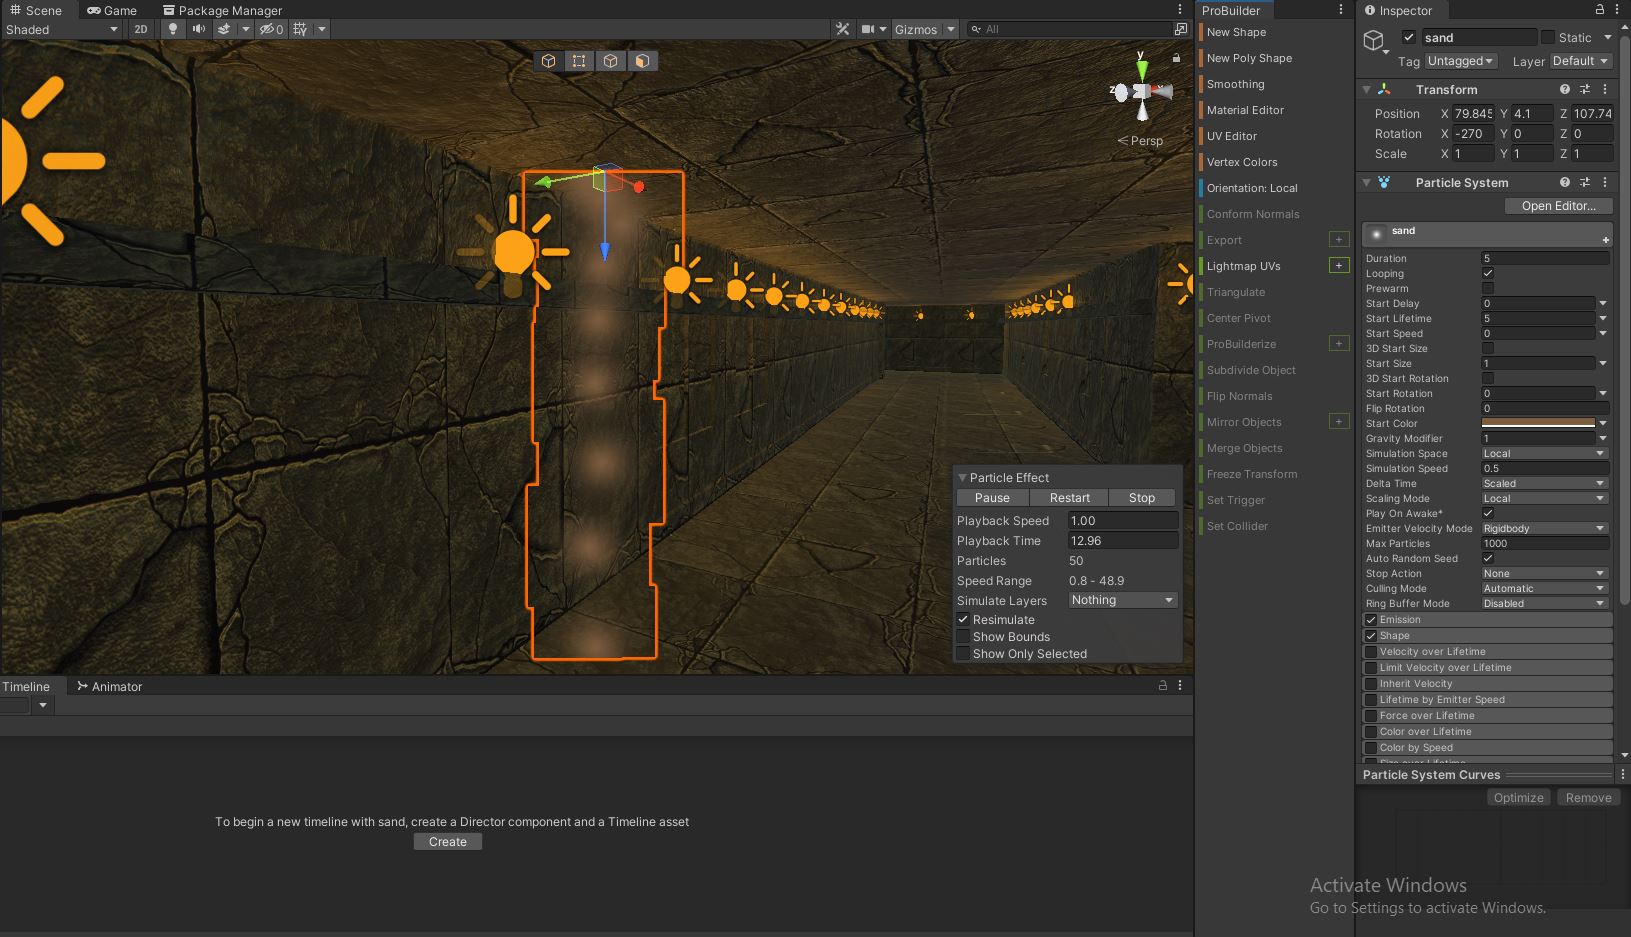 Scene Game Package Manager
Shaded 2D 0 Gizmos All
y
z x
Persp
Particle Effect
Pause Restart Stop
Playback Speed 1.00
Playback Time 12.96
Particles 50
Speed Range 0.8 - 48.9
Simulate Layers Nothing
Resimulate
Show Bounds
Show Only Selected
Timeline Animator
To begin a new timeline with sand, create a Director component and a Timeline asset
Create
ProBuilder
New Shape
New Poly Shape
Smoothing
Material Editor
UV Editor
Vertex Colors
Orientation: Local
Conform Normals
Export +
Lightmap UVs +
Triangulate
Center Pivot
ProBuilderize +
Subdivide Object
Flip Normals
Mirror Objects +
Merge Objects
Freeze Transform
Set Trigger
Set Collider
Inspector
sand Static
Tag Untagged Layer Default
Transform
Position X 79.845 Y 4.1 Z 107.74
Rotation X -270 Y 0 Z 0
Scale X 1 Y 1 Z 1
Particle System
Open Editor...
sand
+
Duration 5
Looping
Prewarm
Start Delay 0
Start Lifetime 5
Start Speed 0
3D Start Size
Start Size 1
3D Start Rotation
Start Rotation 0
Flip Rotation 0
Start Color
Gravity Modifier 1
Simulation Space Local
Simulation Speed 0.5
Delta Time Scaled
Scaling Mode Local
Play On Awake*
Emitter Velocity Mode Rigidbody
Max Particles 1000
Auto Random Seed
Stop Action None
Culling Mode Automatic
Ring Buffer Mode Disabled
Emission
Shape
Velocity over Lifetime
Limit Velocity over Lifetime
Inherit Velocity
Lifetime by Emitter Speed
Force over Lifetime
Color over Lifetime
Color by Speed
Size over Lifetime
Particle System Curves
Optimize Remove
Activate Windows
Go to Settings to activate Windows.